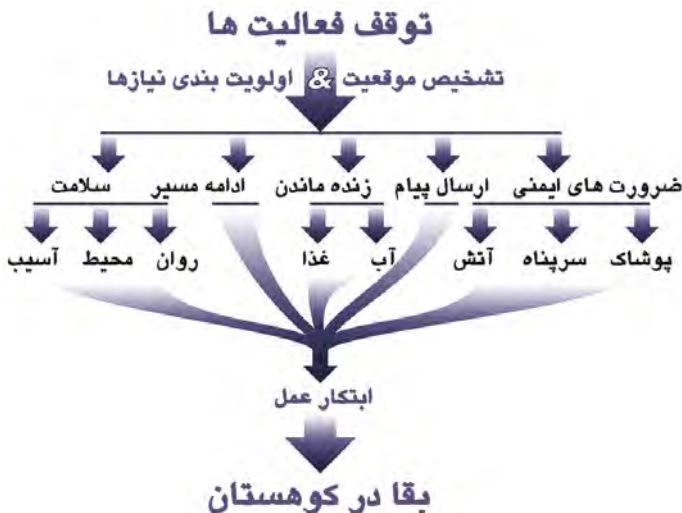 توقف فعالیت ها
تشخیص موقعیت & اولویت بندی نیازها
ضرورت های ایمنی ارسال پیام زنده ماندن ادامه مسیر سلامت
پوشاک سرپناه آتش آب غذا روان محیط آسیب
ابتکار عمل
بقا در کوهستان